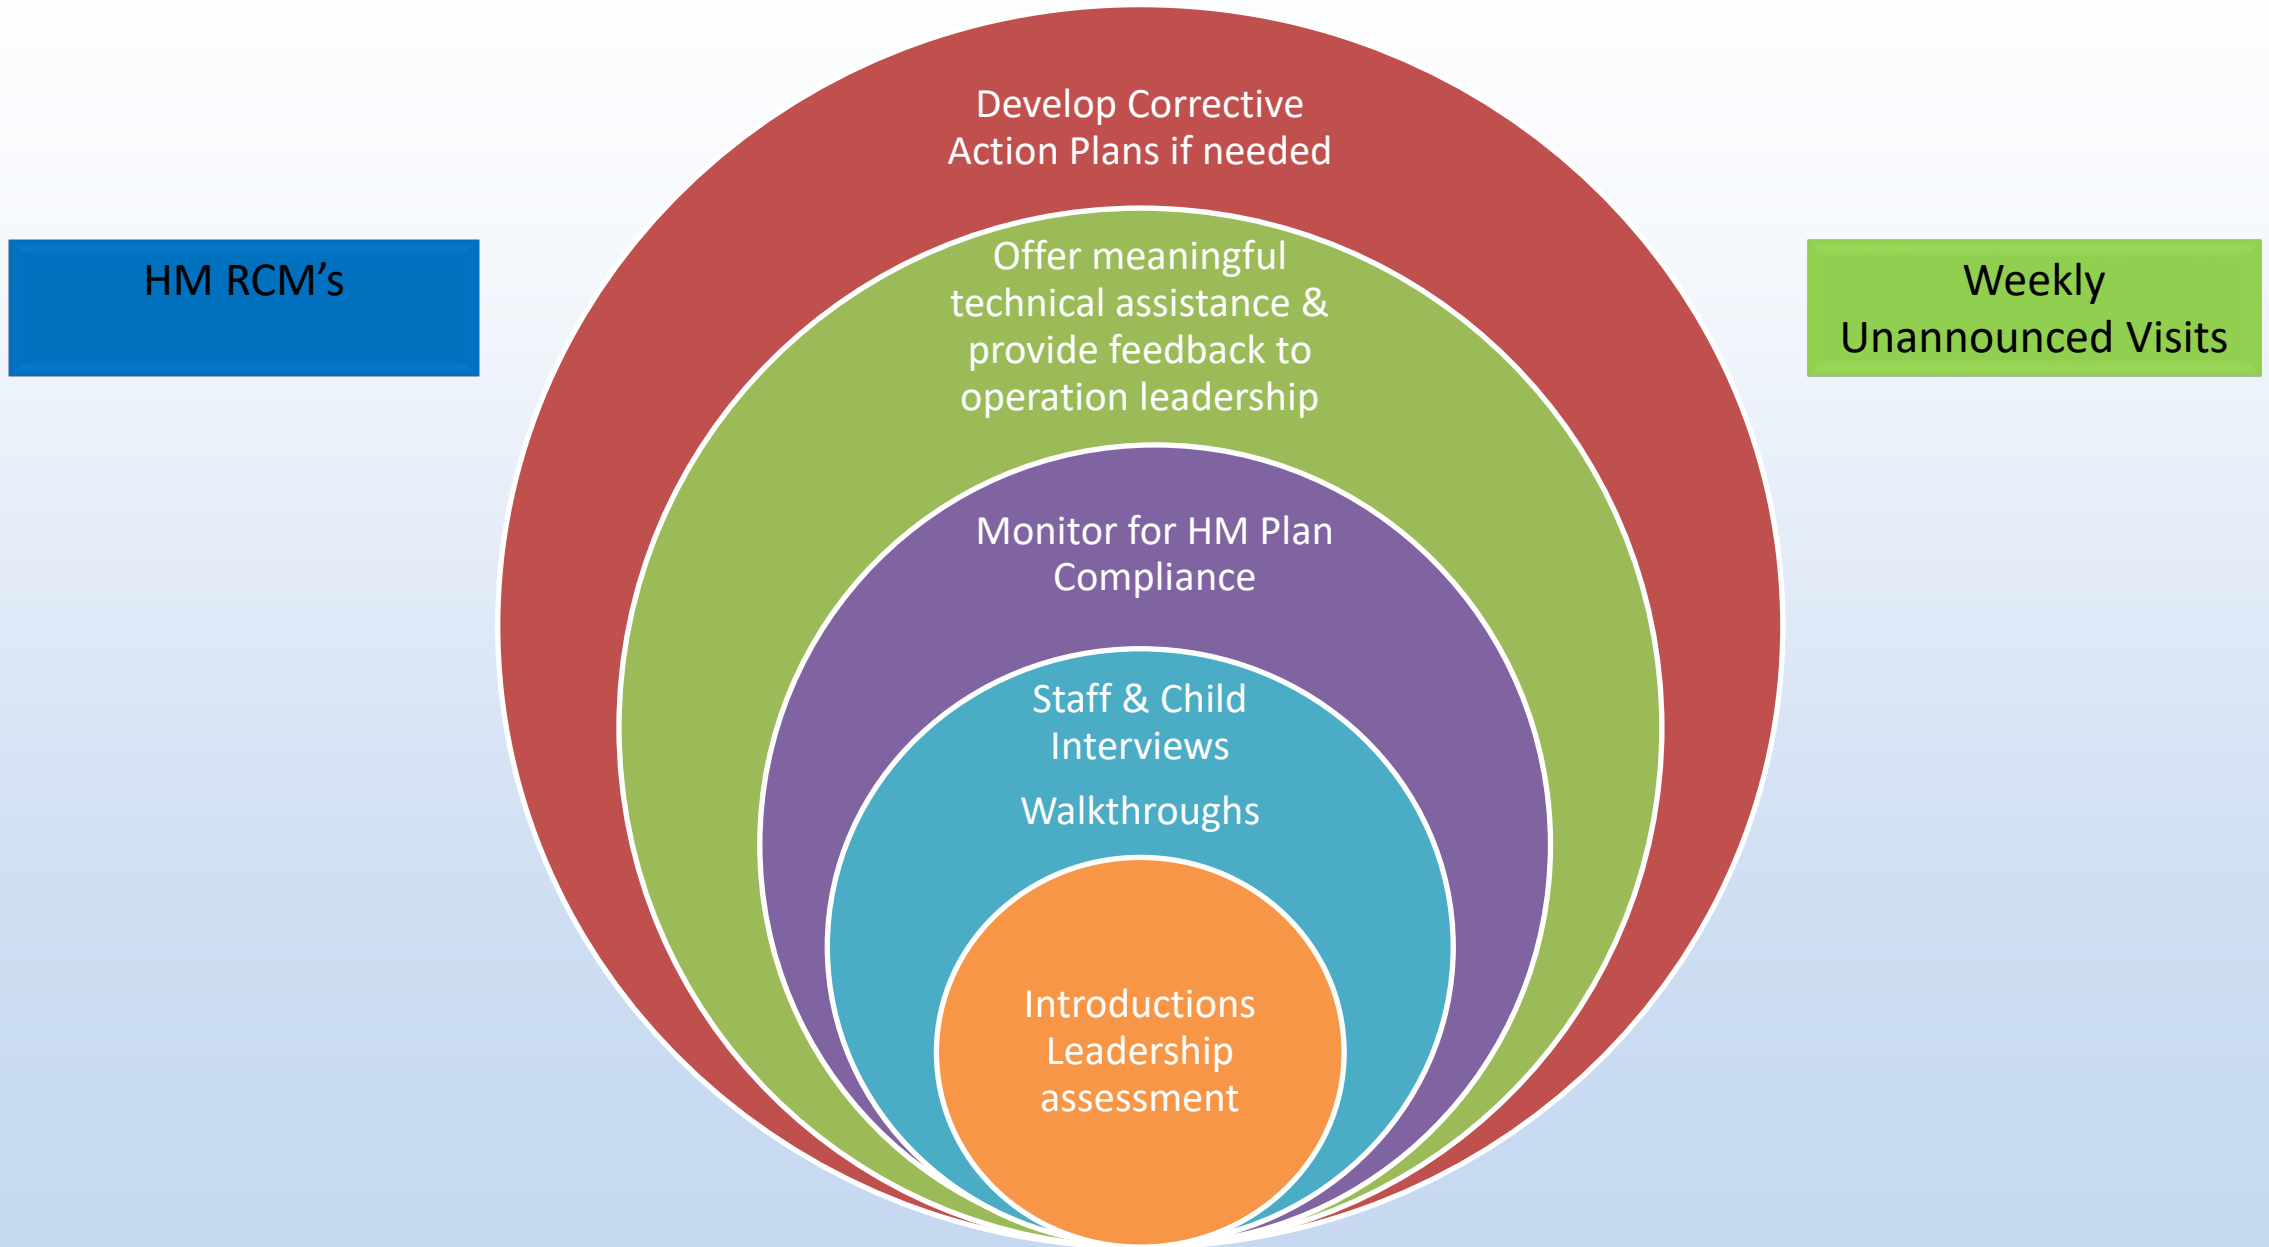 Develop Corrective
Action Plans if needed
HM RCM’s
Weekly
Unannounced Visits
Offer meaningful
technical assistance &
provide feedback to
operation leadership
Monitor for HM Plan
Compliance
Staff & Child
Interviews
Walkthroughs
Introductions
Leadership
assessment